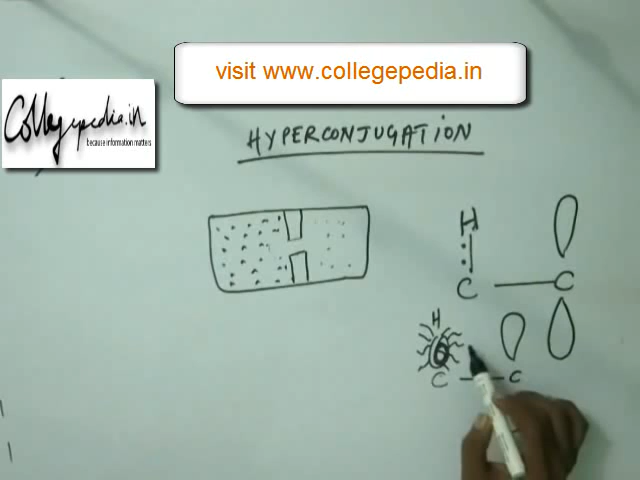 visit www.collegepedia.in
Collegepedia.in
because information matters
HYPERCONJUGATION
H
C
C
H
C
C